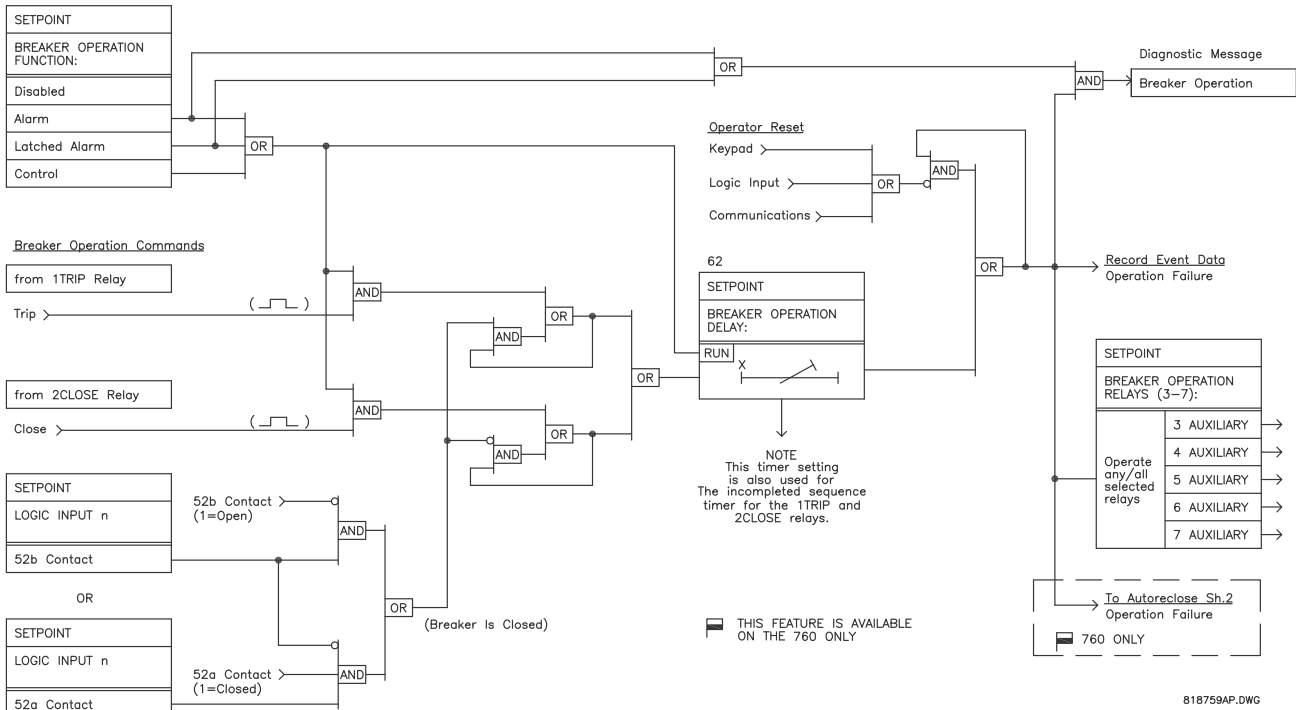 SETPOINT
BREAKER OPERATION
FUNCTION:
Disabled
Alarm
Latched Alarm
Control
OR
OR
AND
Diagnostic Message
Breaker Operation
Operator Reset
Keypad
Logic Input
Communications
OR
AND
Breaker Operation Commands
from 1TRIP Relay
Trip
AND
from 2CLOSE Relay
Close
AND
AND
OR
AND
OR
OR
62
SETPOINT
BREAKER OPERATION
DELAY:
RUN
X
NOTE
This timer setting
is also used for
The incompleted sequence
timer for the 1TRIP and
2CLOSE relays.
OR
Record Event Data
Operation Failure
SETPOINT
BREAKER OPERATION
RELAYS (3-7):
Operate
any/all
selected
relays
3 AUXILIARY
4 AUXILIARY
5 AUXILIARY
6 AUXILIARY
7 AUXILIARY
To Autoreclose Sh.2
Operation Failure
760 ONLY
SETPOINT
LOGIC INPUT n
52b Contact
52b Contact
(1=Open)
AND
OR
SETPOINT
LOGIC INPUT n
52a Contact
52a Contact
(1=Closed)
AND
OR
(Breaker Is Closed)
THIS FEATURE IS AVAILABLE
ON THE 760 ONLY
818759AP.DWG